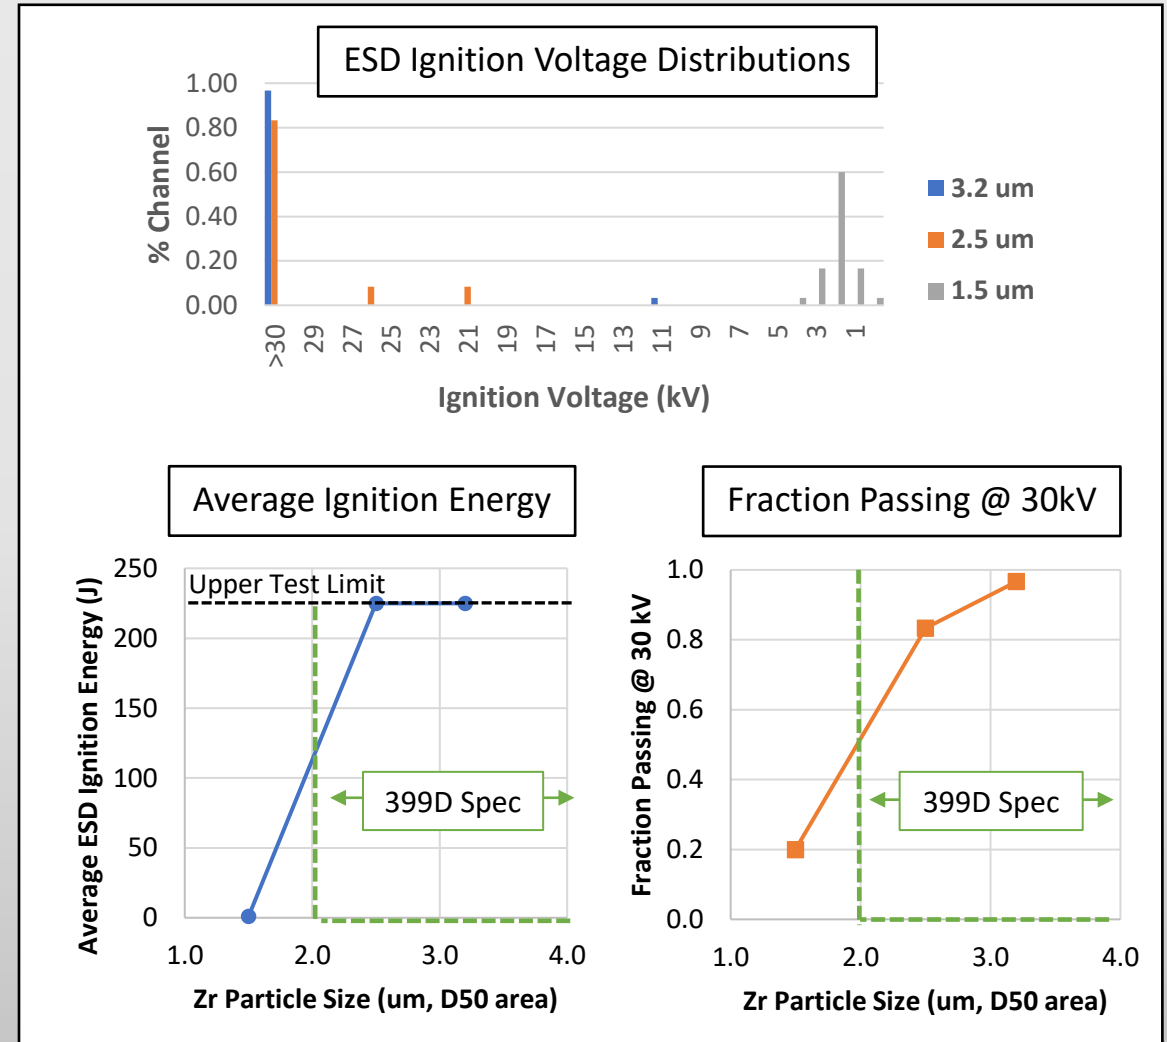 ESD Ignition Voltage Distributions
1.00
0.80
0.60
0.40
0.20
0.00
% Channel
>30
29
27
25
23
21
19
17
15
13
11
9
7
5
3
1
Ignition Voltage (kV)
3.2 um
2.5 um
1.5 um
Average Ignition Energy
250
200
150
100
50
0
Average ESD Ignition Energy (J)
Upper Test Limit
399D Spec
1.0
2.0
3.0
4.0
Zr Particle Size (um, D50 area)
Fraction Passing @ 30kV
1.0
0.8
0.6
0.4
0.2
0.0
Fraction Passing @ 30 kV
399D Spec
1.0
2.0
3.0
4.0
Zr Particle Size (um, D50 area)